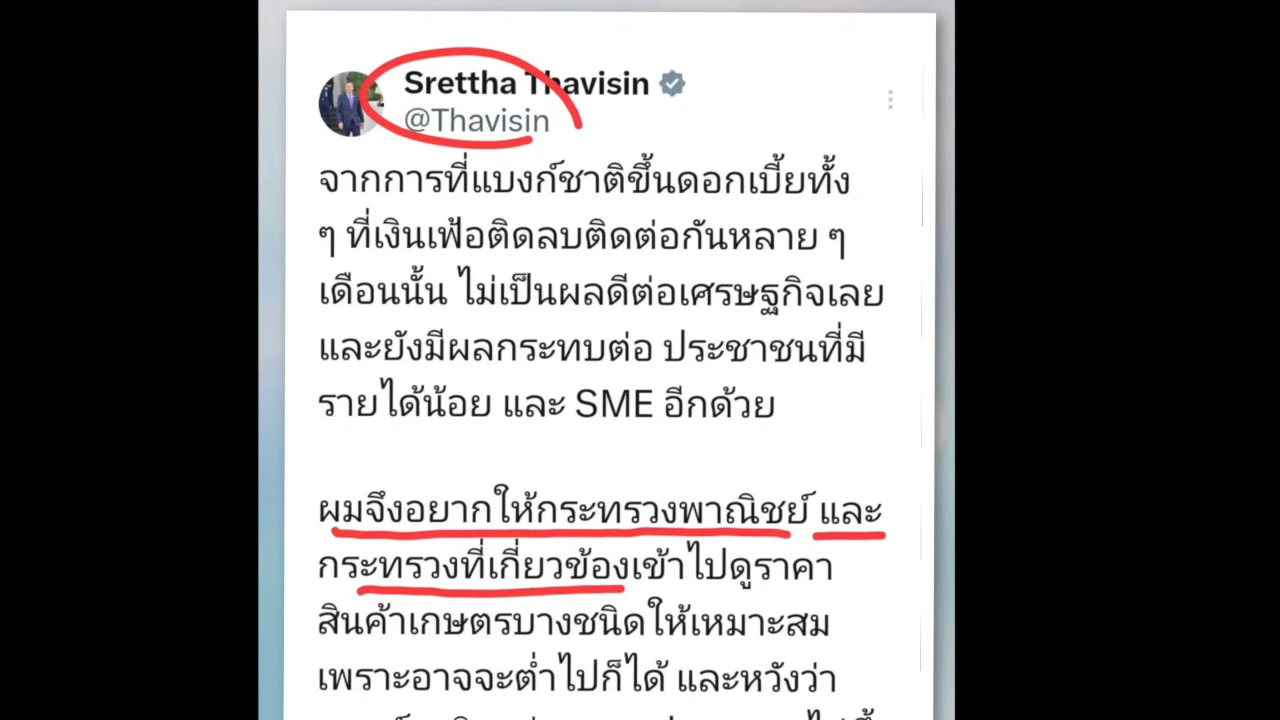 Srettha Thavisin
@Thavisin
จากการที่แบงก์ชาติขึ้นดอกเบี้ยทั้ง
ๆ ที่เงินเฟ้อติดลบติดต่อกันหลาย ๆ
เดือนนั้น ไม่เป็นผลดีต่อเศรษฐกิจเลย
และยังมีผลกระทบต่อ ประชาชนที่มี
รายได้น้อย และ SME อีกด้วย
ผมจึงอยากให้กระทรวงพาณิชย์ และ
กระทรวงที่เกี่ยวข้องเข้าไปดูราคา
สินค้าเกษตรบางชนิดให้เหมาะสม
เพราะอาจจะต่ำไปก็ได้ และหวังว่า